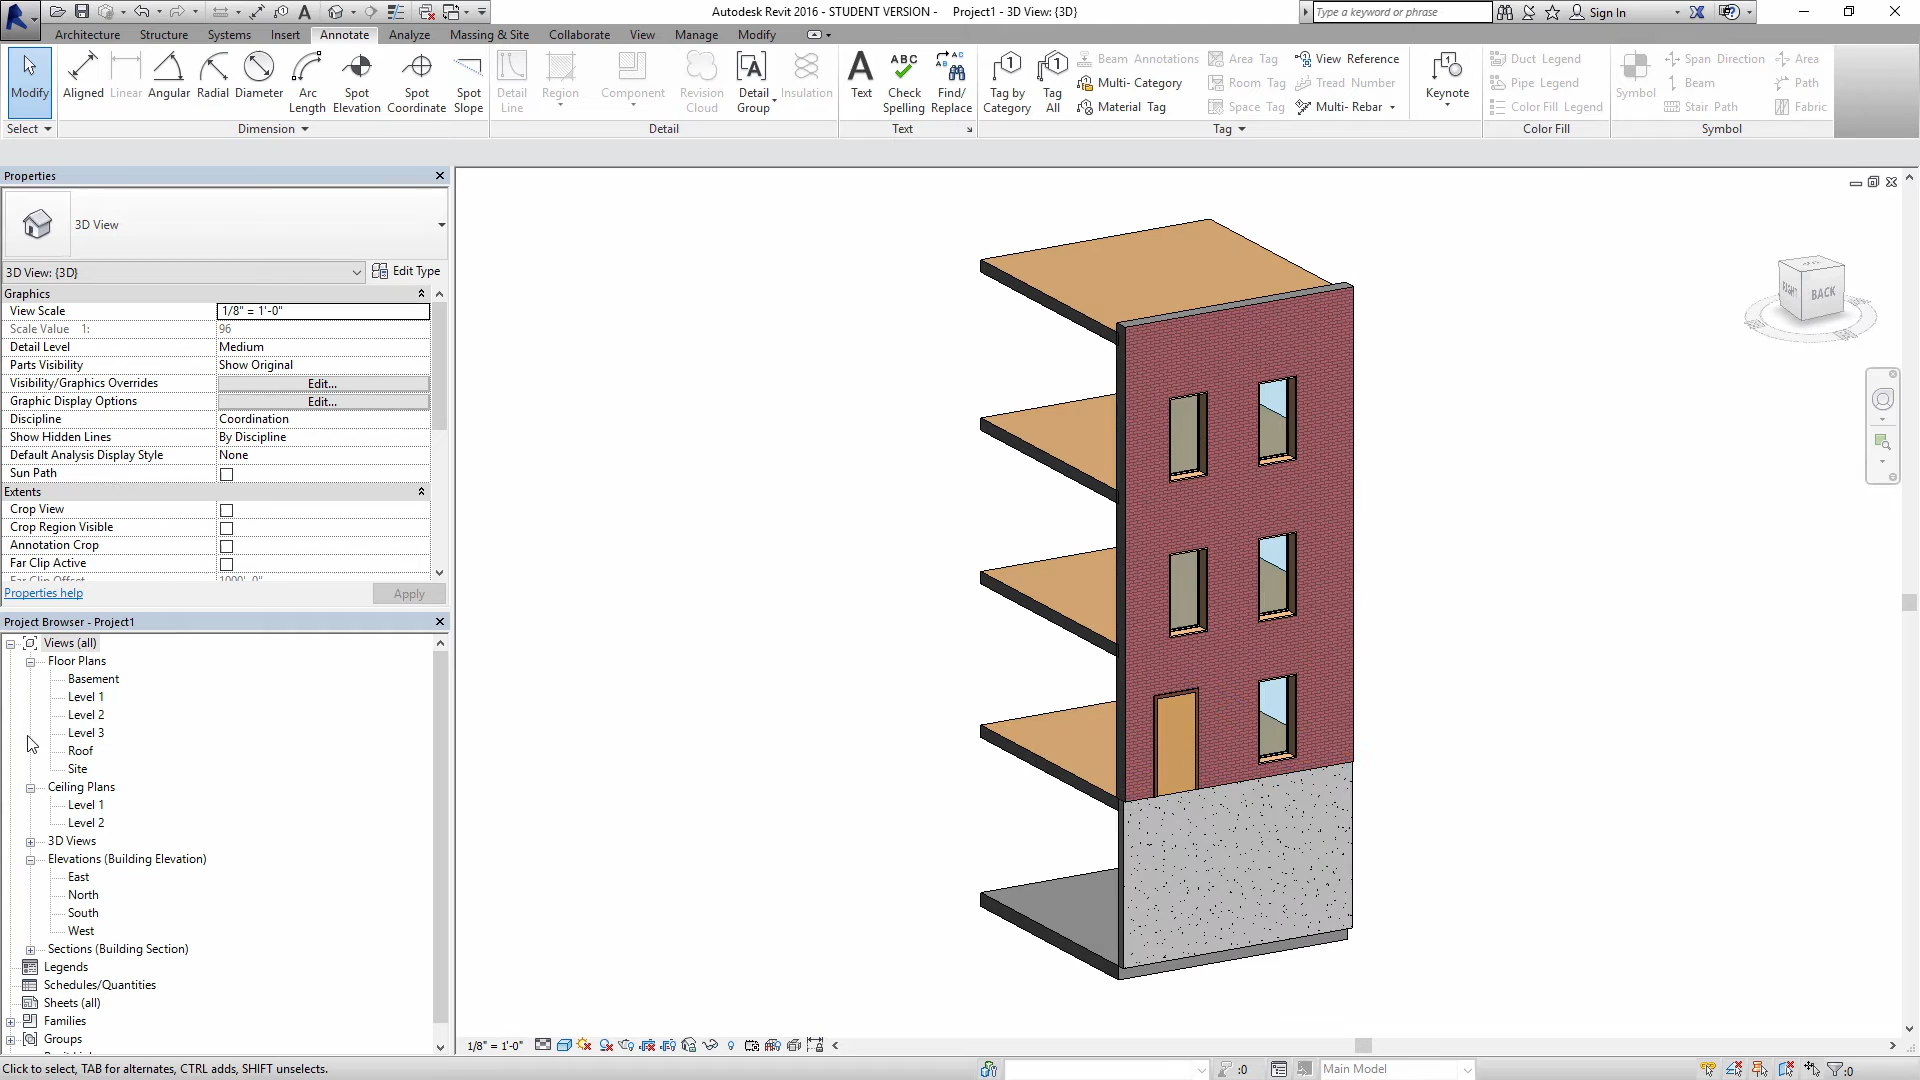 Autodesk Revit 2016 - STUDENT VERSION - Project1 - 3D View: {3D}
Type a keyword or phrase
Sign In
Architecture Structure Systems Insert Annotate Analyze Massing & Site Collaborate View Manage Modify
Modify
Select
Aligned Linear Angular Radial Diameter Arc Length Spot Elevation Spot Coordinate Spot Slope
Dimension
Detail Line Region Component Revision Cloud Detail Group Insulation
Detail
Text Check Spelling Find/ Replace
Text
Tag by Category Tag All
Beam Annotations Area Tag View Reference
Multi- Category Room Tag Tread Number
Material Tag Space Tag Multi- Rebar
Tag
Keynote
Duct Legend
Pipe Legend
Color Fill Legend
Color Fill
Symbol
Span Direction Area
Beam Path
Stair Path Fabric
Symbol
Properties
3D View
3D View: {3D} Edit Type
Graphics
View Scale 1/8" = 1'-0"
Scale Value 1: 96
Detail Level Medium
Parts Visibility Show Original
Visibility/Graphics Overrides Edit...
Graphic Display Options Edit...
Discipline Coordination
Show Hidden Lines By Discipline
Default Analysis Display Style None
Sun Path
Extents
Crop View
Crop Region Visible
Annotation Crop
Far Clip Active
Far Clip Offset 1000' 0"
Properties help Apply
Project Browser - Project1
Views (all)
Floor Plans
Basement
Level 1
Level 2
Level 3
Roof
Site
Ceiling Plans
Level 1
Level 2
3D Views
Elevations (Building Elevation)
East
North
South
West
Sections (Building Section)
Legends
Schedules/Quantities
Sheets (all)
Families
Groups
RIGHT BACK
1/8" = 1'-0"
Click to select, TAB for alternates, CTRL adds, SHIFT unselects.
:0
Main Model
:0